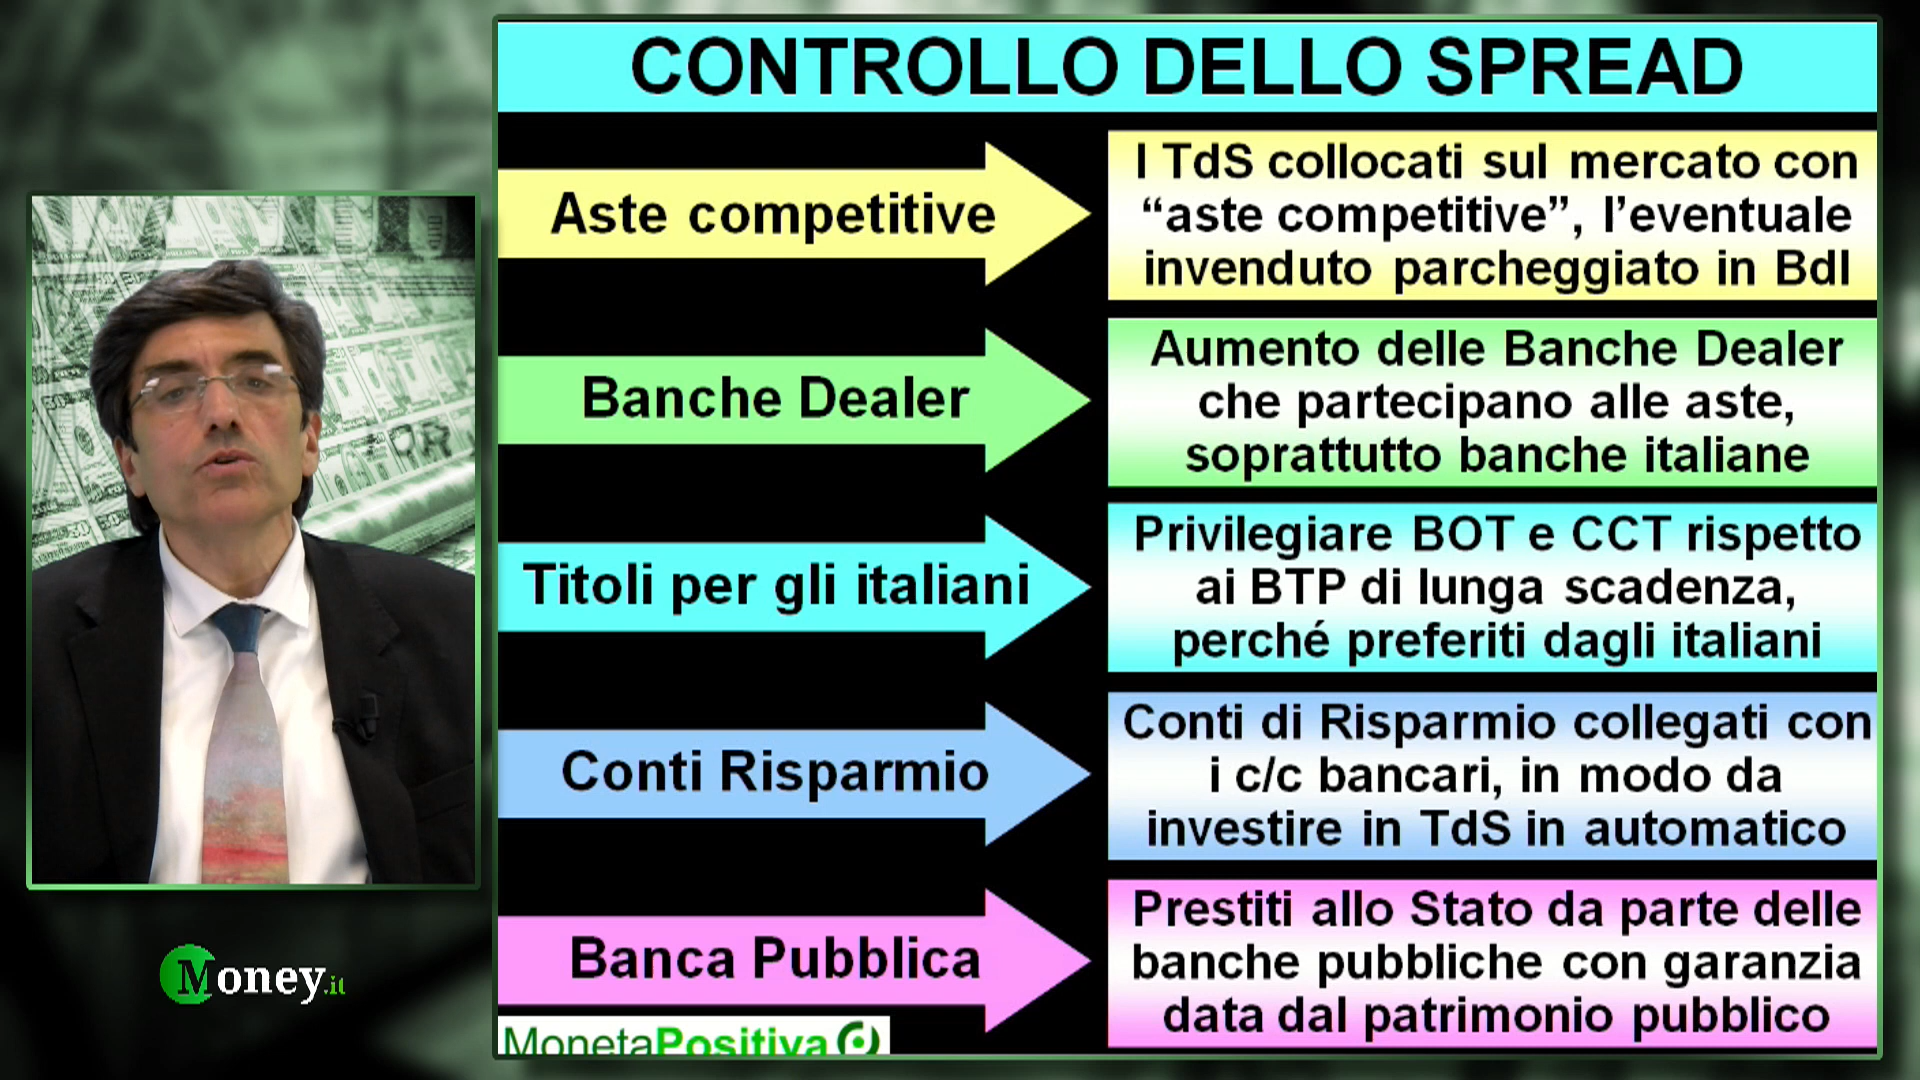 CONTROLLO DELLO SPREAD
Aste competitive
I TdS collocati sul mercato con
“aste competitive”, l’eventuale
invenduto parcheggiato in BdI
Banche Dealer
Aumento delle Banche Dealer
che partecipano alle aste,
soprattutto banche italiane
Titoli per gli italiani
Privilegiare BOT e CCT rispetto
ai BTP di lunga scadenza,
perché preferiti dagli italiani
Conti Risparmio
Conti di Risparmio collegati con
i c/c bancari, in modo da
investire in TdS in automatico
Banca Pubblica
Prestiti allo Stato da parte delle
banche pubbliche con garanzia
data dal patrimonio pubblico
MonetaPositiva
Money.it